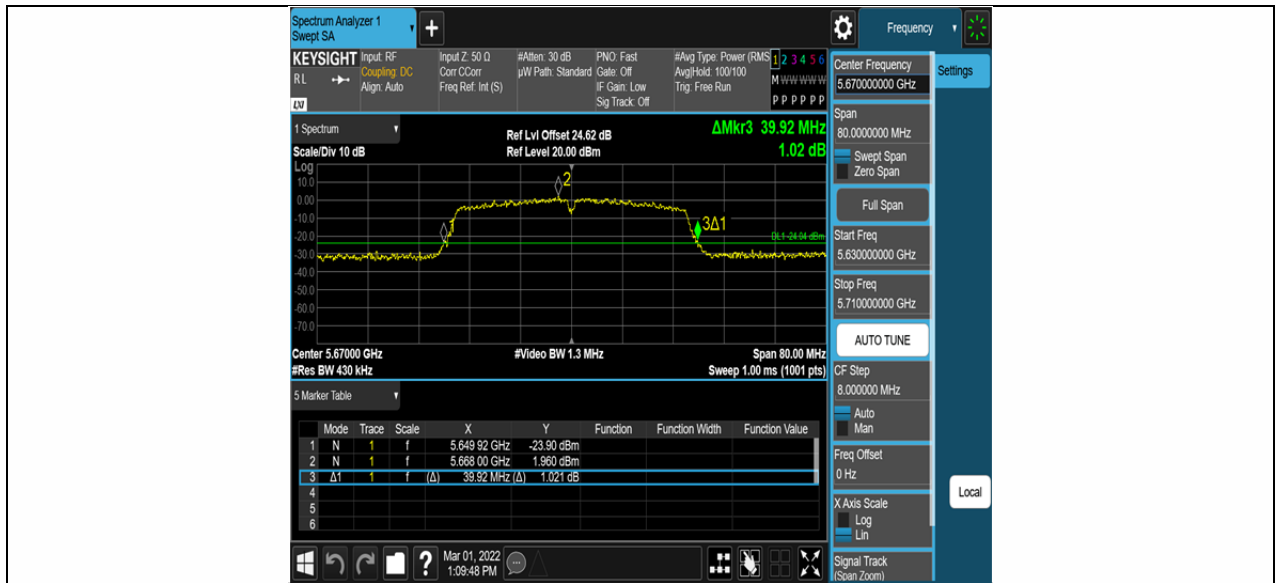 Spectrum Analyzer 1
Swept SA
+
Frequency
KEYSIGHT Input: RF Input Z: 50 Ω #Atten: 30 dB PNO: Fast #Avg Type: Power (RMS 1 2 3 4 5 6
RL Coupling: DC Corr CCorr µW Path: Standard Gate: Off Avg|Hold: 100/100 M W W W W W
Align: Auto Freq Ref: Int (S) IF Gain: Low Trig: Free Run
LXI Sig Track: Off P P P P P P
1 Spectrum
Ref Lvl Offset 24.62 dB
ΔMkr3 39.92 MHz
Scale/Div 10 dB Ref Level 20.00 dBm 1.02 dB
Log
10.0
0.00
-10.0
-20.0
-30.0
-40.0
-50.0
-60.0
-70.0
2
3Δ1
1
DL1 -24.04 dBm
Center 5.67000 GHz #Video BW 1.3 MHz Span 80.00 MHz
#Res BW 430 kHz Sweep 1.00 ms (1001 pts)
5 Marker Table
Mode Trace Scale X Y Function Function Width Function Value
1 N 1 f 5.649 92 GHz -23.90 dBm
2 N 1 f 5.668 00 GHz 1.960 dBm
3 Δ1 1 f (Δ) 39.92 MHz (Δ) 1.021 dB
4
5
6
?
Mar 01, 2022
1:09:48 PM
Center Frequency
5.670000000 GHz
Settings
Span
80.0000000 MHz
Swept Span
Zero Span
Full Span
Start Freq
5.630000000 GHz
Stop Freq
5.710000000 GHz
AUTO TUNE
CF Step
8.000000 MHz
Auto
Man
Freq Offset
0 Hz
X Axis Scale
Log
Lin
Signal Track
(Span Zoom)
Local